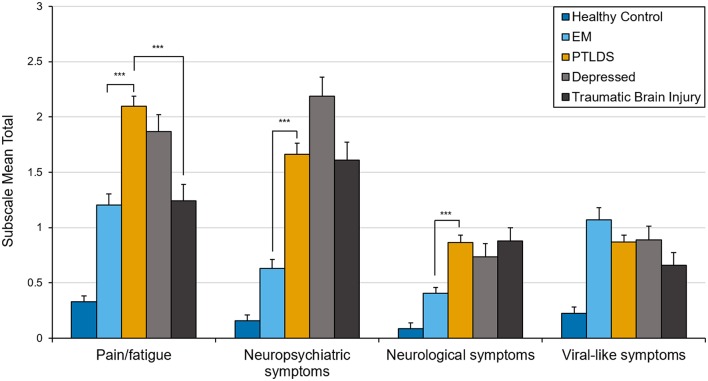 3
2.5
2
1.5
1
0.5
0
Subscale Mean Total
Healthy Control
EM
PTLDS
Depressed
Traumatic Brain Injury
***
***
***
***
Pain/fatigue
Neuropsychiatric
symptoms
Neurological symptoms
Viral-like symptoms